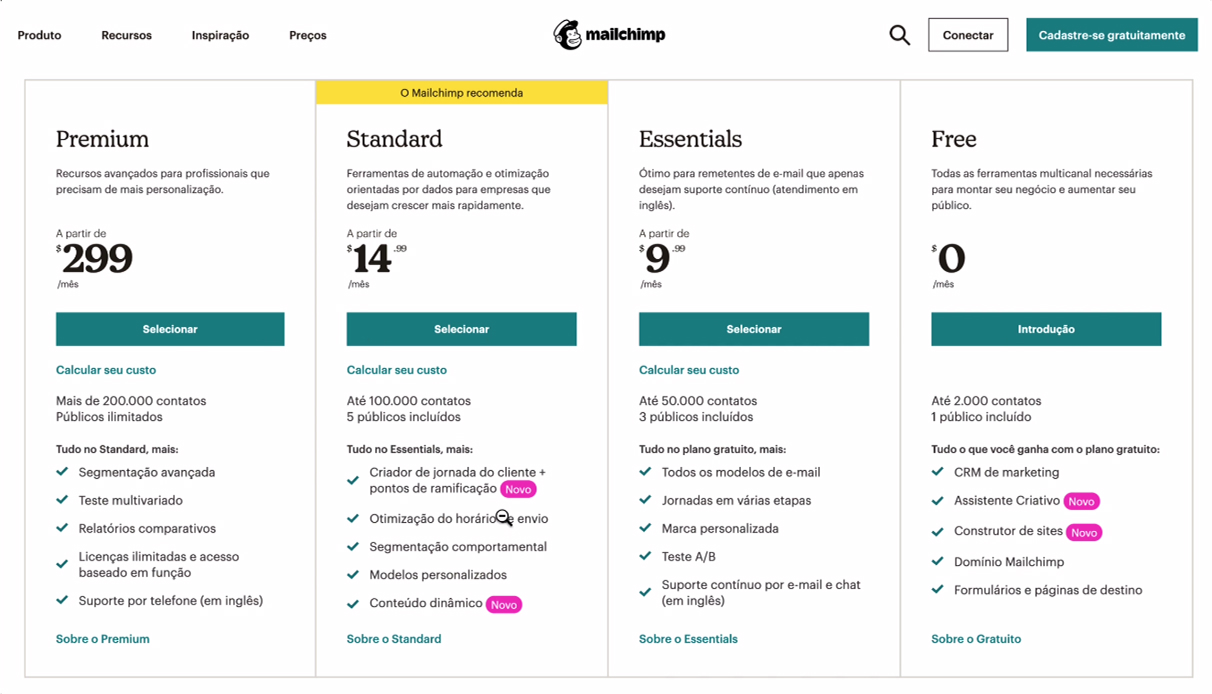 Produto
Recursos
Inspiração
Preços
mailchimp
Conectar
Cadastre-se gratuitamente
Premium
Recursos avançados para profissionais que
precisam de mais personalização.
A partir de
$299
/mês
Selecionar
Calcular seu custo
Mais de 200.000 contatos
Públicos ilimitados
Tudo no Standard, mais:
Segmentação avançada
Teste multivariado
Relatórios comparativos
Licenças ilimitadas e acesso
baseado em função
Suporte por telefone (em inglês)
Sobre o Premium
O Mailchimp recomenda
Standard
Ferramentas de automação e otimização
orientadas por dados para empresas que
desejam crescer mais rapidamente.
A partir de
$14.99
/mês
Selecionar
Calcular seu custo
Até 100.000 contatos
5 públicos incluídos
Tudo no Essentials, mais:
Criador de jornada do cliente +
pontos de ramificação Novo
Otimização do horário de envio
Segmentação comportamental
Modelos personalizados
Conteúdo dinâmico Novo
Sobre o Standard
Essentials
Ótimo para remetentes de e-mail que apenas
desejam suporte contínuo (atendimento em
inglês).
A partir de
$9.99
/mês
Selecionar
Calcular seu custo
Até 50.000 contatos
3 públicos incluídos
Tudo no plano gratuito, mais:
Todos os modelos de e-mail
Jornadas em várias etapas
Marca personalizada
Teste A/B
Suporte contínuo por e-mail e chat
(em inglês)
Sobre o Essentials
Free
Todas as ferramentas multicanal necessárias
para montar seu negócio e aumentar seu
público.
$0
/mês
Introdução
Até 2.000 contatos
1 público incluído
Tudo o que você ganha com o plano gratuito:
CRM de marketing
Assistente Criativo Novo
Construtor de sites Novo
Domínio Mailchimp
Formulários e páginas de destino
Sobre o Gratuito